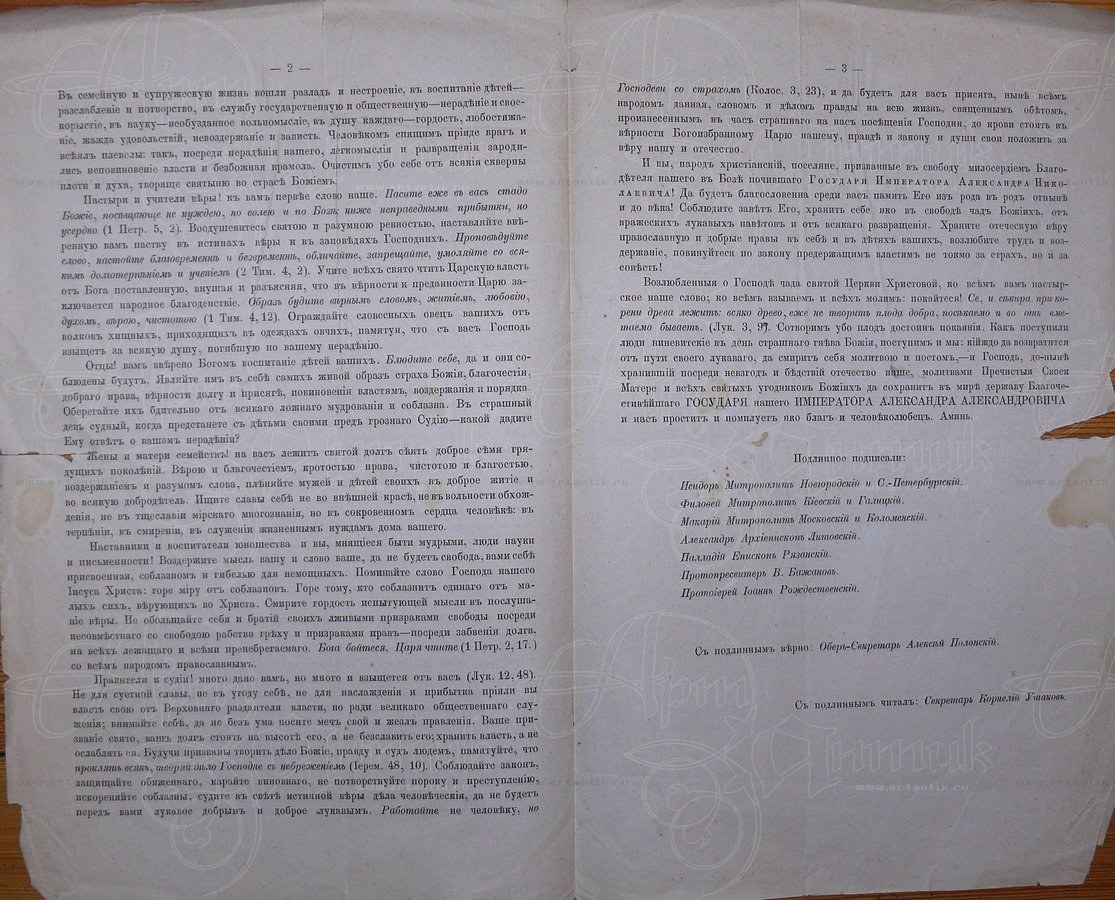 — 2 —
Въ семейную и супружескую жизнь вошли разладъ и нестроеніе, въ воспитаніе дѣтей—
разслабленіе и потворство, въ службу государственную и общественную—нерадѣніе и свое-
корыстіе, въ науку—необузданное вольномысліе, въ душу каждаго—гордость, любостяжа-
ніе, жажда удовольствій, невоздержаніе и зависть. Человѣкомъ спящимъ пріиде врагъ и
всѣялъ плевелы: такъ, посреди нерадѣнія нашего, легкомыслія и развращенія зароди-
лись неповиновеніе власти и безбожная крамола. Очистимъ убо себе отъ всякія скверны
плоти и духа, творяще святыню во страсѣ Божіемъ.
Пастыри и учители вѣры! къ вамъ первѣе слово наше. Пасите еже въ васъ стадо
Божіе, посѣщающе не нуждею, но волею и по Бозѣ: ниже неправедными прибытки, но
усердно (1 Петр. 5, 2). Воодушевитесь святою и разумною ревностью, наставляйте ввѣ-
ренную вамъ паству въ истинахъ вѣры и въ заповѣдяхъ Господнихъ. Проповѣдуйте
слово, настойте благовременнѣ и безвременнѣ, обличайте, запрещайте, умоляйте со вся-
кимъ долготерпѣніемъ и ученіемъ (2 Тим. 4, 2). Учите всѣхъ свято чтить Царскую власть
отъ Бога поставленную, внушая и разъясняя, что въ вѣрности и преданности Царю за-
ключается народное благоденствіе. Образъ будите вѣрнымъ словомъ, житіемъ, любовію,
духомъ, вѣрою, чистотою (1 Тим. 4, 12). Ограждайте словесныхъ овецъ вашихъ отъ
волковъ хищныхъ, приходящихъ въ одеждахъ овчихъ, памятуя, что съ васъ Господь
взыщетъ за всякую душу, погибшую по вашему нерадѣнію.
Отцы! вамъ ввѣрено Богомъ воспитаніе дѣтей вашихъ. Блюдите себе, да и они со-
блюдены будутъ. Являйте имъ въ себѣ самихъ живой образъ страха Божія, благочестія,
добраго нрава, вѣрности долгу и присягѣ, повиновенія властямъ, воздержанія и порядка.
Оберегайте ихъ бдительно отъ всякаго ложнаго мудрованія и соблазна. Въ страшный
день судный, когда предстанете съ дѣтьми своими предъ грознаго Судію—какой дадите
Ему отвѣтъ о вашемъ нерадѣніи?
Жены и матери семействъ! на васъ лежитъ святой долгъ сѣять доброе сѣмя гря-
дущихъ поколѣній. Вѣрою и благочестіемъ, кротостью нрава, чистотою и благостью,
воздержаніемъ и разумомъ слова, плѣняйте мужей и дѣтей своихъ въ доброе житіе и
во всякую добродѣтель. Ищите славы себѣ не во внѣшней красѣ, не въ вольности обхож-
денія, не въ тщеславіи мірскаго многознанія, но въ сокровенномъ сердца человѣкѣ: въ
терпѣніи, въ смиреніи, въ служеніи жизненнымъ нуждамъ дома вашего.
Наставники и воспитатели юношества и вы, мнящіеся быти мудрыми, люди науки
и письменности! Воздержите мысль вашу и слово ваше, да не будетъ свобода, вами себѣ
присвоенная, соблазномъ и гибелью для немощныхъ. Поминайте слово Господа нашего
Іисуса Христа: горе міру отъ соблазновъ. Горе тому, кто соблазнитъ единаго отъ ма-
лыхъ сихъ, вѣрующихъ во Христа. Смирите гордость испытующей мысли въ послуша-
ніе вѣры. Не обольщайте себя и братій своихъ лживыми призраками свободы посреди
несовмѣстнаго со свободою рабства грѣху и призраками правъ—посреди забвенія долга,
на всѣхъ лежащаго и всѣми пренебрегаемаго. Бога бойтеся, Царя чтите (1 Петр. 2, 17.)
со всѣмъ народомъ православнымъ.
Правители и судіи! много дано вамъ, но много и взыщется отъ васъ (Лук. 12, 48).
Не для суетной славы, не въ угоду себѣ, не для наслажденія и прибытка пріяли вы
власть свою отъ Верховнаго раздаятеля власти, но ради великаго общественнаго слу-
женія; внимайте себѣ, да не безъ ума носите мечъ свой и жезлъ правленія. Ваше при-
званіе свято, вашъ долгъ стоять на высотѣ его, а не безславить его; хранить власть, а не
ослаблять ея. Будучи призваны творить дѣло Божіе, правду и судъ людемъ, памятуйте, что
проклятъ всякъ, творяй дѣло Господне съ небреженіемъ (Іерем. 48, 10). Соблюдайте законъ,
защищайте обиженнаго, карайте виновнаго, не потворствуйте пороку и преступленію,
искореняйте соблазны, судите въ свѣтѣ истинной вѣры дѣла человѣческія, да не будетъ
передъ вами лукавое добрымъ и доброе лукавымъ. Работайте не человѣку, но
— 3 —
Господеви со страхомъ (Колос. 3, 23), и да будетъ для васъ присяга, нынѣ всѣмъ
народомъ данная, словомъ и дѣломъ правды на всю жизнь, священнымъ обѣтомъ,
произнесеннымъ въ часъ страшнаго на насъ посѣщенія Господня, до крови стоять въ
вѣрности Богоизбранному Царю нашему, правдѣ и закону и души свои положить за
вѣру нашу и отечество.
И вы, народъ христіанскій, поселяне, призванные въ свободу милосердіемъ Благо-
дѣтеля нашего въ Бозѣ почившаго Государя Императора Александра Нико-
лаевича! Да будетъ благословенна среди васъ память Его изъ рода въ родъ отнынѣ
и до вѣка! Соблюдите завѣтъ Его, хранить себе яко въ свободѣ чадъ Божіихъ, отъ
вражескихъ лукавыхъ навѣтовъ и отъ всякаго развращенія. Храните отеческую вѣру
православную и добрые нравы въ себѣ и въ дѣтяхъ вашихъ, возлюбите трудъ и воз-
держаніе, повинуйтесь по закону предержащимъ властямъ не токмо за страхъ, но и за
совѣсть!
Возлюбленныя о Господѣ чада святой Церкви Христовой, ко всѣмъ вамъ пастыр-
ское наше слово; ко всѣмъ взываемъ и всѣхъ молимъ: покайтеся! Се, и сѣкира при ко-
рени древа лежитъ: всяко древо, еже не творитъ плода добра, посѣкаемо и во огнь вме-
таемо бываетъ. (Лук. 3, 9). Сотворимъ убо плодъ достоинъ покаянія. Какъ поступили
люди ниневитскіе въ день страшнаго гнѣва Божія, поступимъ и мы: кійждо да возвратится
отъ пути своего лукаваго, да смиритъ себя молитвою и постомъ,—и Господь, до-нынѣ
хранившій посреди невзгодъ и бѣдствій отечество наше, молитвами Пречистыя Своея
Матере и всѣхъ святыхъ угодниковъ Божіихъ да сохранитъ въ мирѣ державу Благоче-
стивѣйшаго ГОСУДАРЯ нашего ИМПЕРАТОРА АЛЕКСАНДРА АЛЕКСАНДРОВИЧА
и насъ проститъ и помилуетъ яко благъ и человѣколюбецъ. Аминь.
Подлинное подписали:
Исидоръ Митрополитъ Новгородскій и С.-Петербургскій.
Филовей Митрополитъ Кіевскій и Галицкій.
Макарій Митрополитъ Московскій и Коломенскій.
Александръ Архіепископъ Литовскій.
Палладій Епископъ Рязанскій.
Протопресвитеръ В. Бажановъ.
Протоіерей Іоаннъ Рождественскій.
Съ подлиннымъ вѣрно: Оберъ-Секретарь Алексѣй Полонскій.
Съ подлиннымъ читалъ: Секретарь Корнелій Ушаковъ.